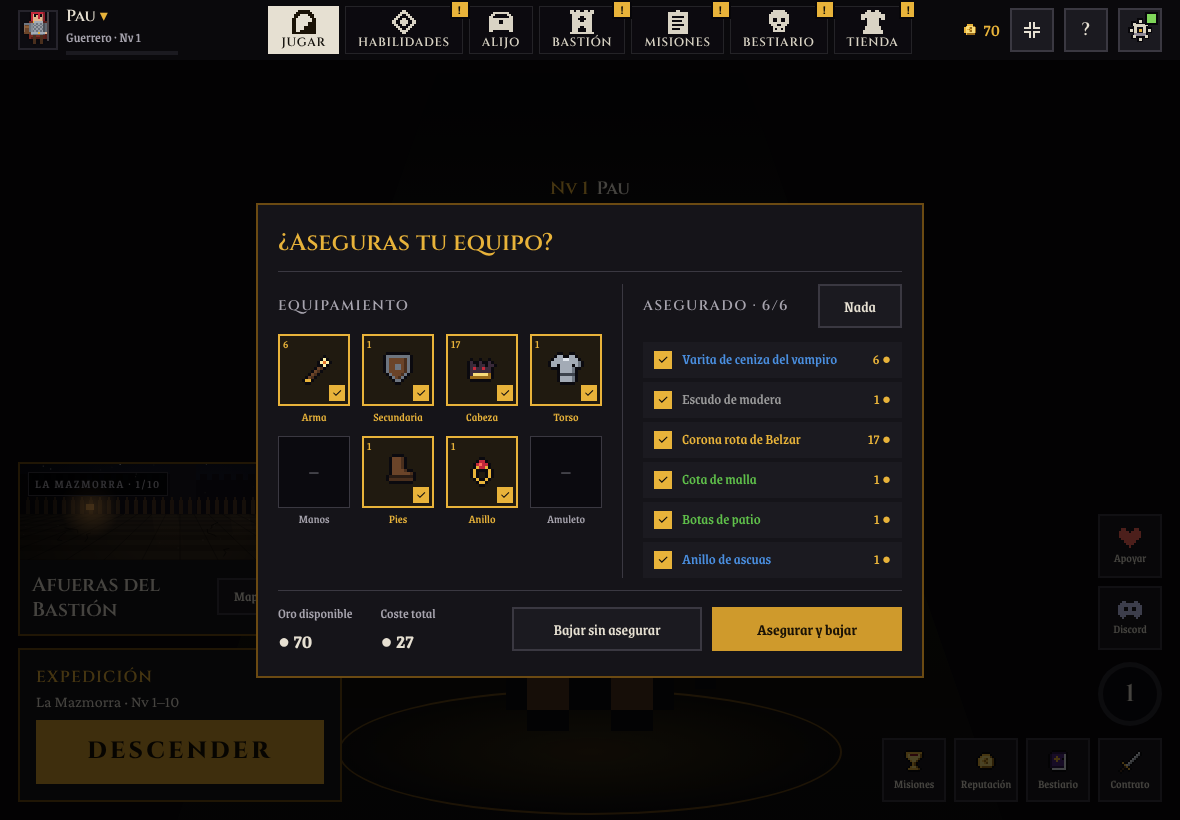 Pau ▾
Guerrero · Nv 1
JUGAR
! HABILIDADES
ALIJO
! BASTIÓN
! MISIONES
! BESTIARIO
! TIENDA
70
?
Nv 1 Pau
¿Aseguras tu equipo?
EQUIPAMIENTO
6
1
17
1
Arma
Secundaria
Cabeza
Torso
–
1
1
–
Manos
Pies
Anillo
Amuleto
ASEGURADO · 6/6
Nada
Varita de ceniza del vampiro 6
Escudo de madera 1
Corona rota de Belzar 17
Cota de malla 1
Botas de patio 1
Anillo de ascuas 1
Oro disponible
70
Coste total
27
Bajar sin asegurar
Asegurar y bajar
LA MAZMORRA · 1/10
Afueras del
Bastión
Map
EXPEDICIÓN
La Mazmorra · Nv 1–10
DESCENDER
Apoyar
Discord
1
Misiones
Reputación
Bestiario
Contrato